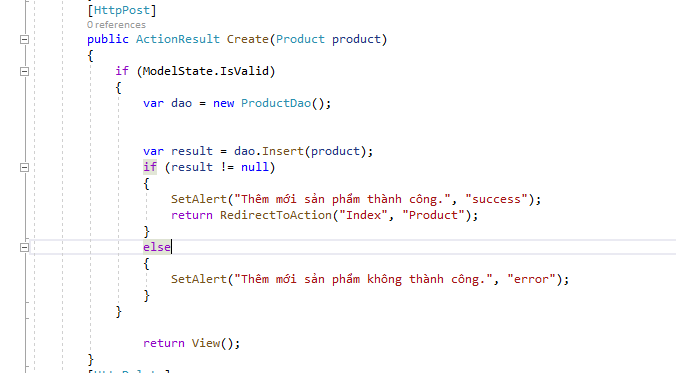 [HttpPost]
0 references
public ActionResult Create(Product product)
{
if (ModelState.IsValid)
{
var dao = new ProductDao();
var result = dao.Insert(product);
if (result != null)
{
SetAlert("Thêm mới sản phẩm thành công.", "success");
return RedirectToAction("Index", "Product");
}
else
{
SetAlert("Thêm mới sản phẩm không thành công.", "error");
}
}
return View();
}